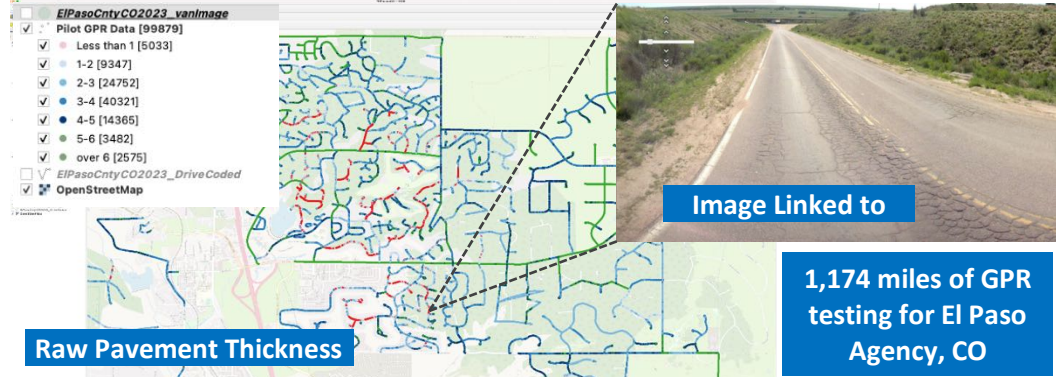 ElPasoCntyCO2023_vanImage
Pilot GPR Data [99879]
Less than 1 [5033]
1-2 [9347]
2-3 [24752]
3-4 [40321]
4-5 [14365]
5-6 [3482]
over 6 [2575]
ElPasoCntyCO2023_DriveCoded
OpenStreetMap
Image Linked to
1,174 miles of GPR
testing for El Paso
Agency, CO
Raw Pavement Thickness